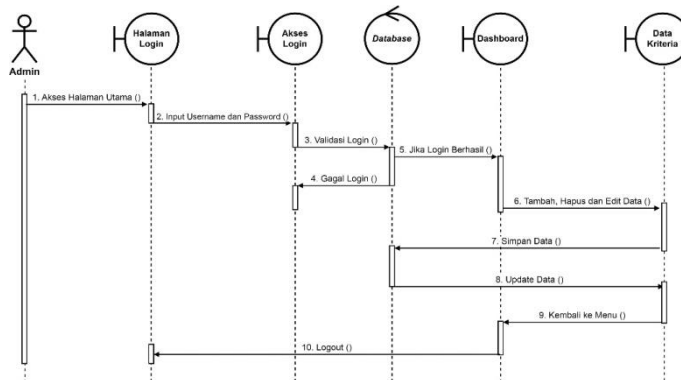 Halaman
Login
Akses
Login
Database
Dashboard
Data
Kriteria
Admin
1. Akses Halaman Utama ()
2. Input Username dan Password()
3. Validasi Login ()
5. Jika Login Berhasil ()
4. Gagal Login ()
6. Tambah, Hapus dan Edit Data ()
7. Simpan Data ()
8. Update Data ()
9. Kembali ke Menu ()
10. Logout ()